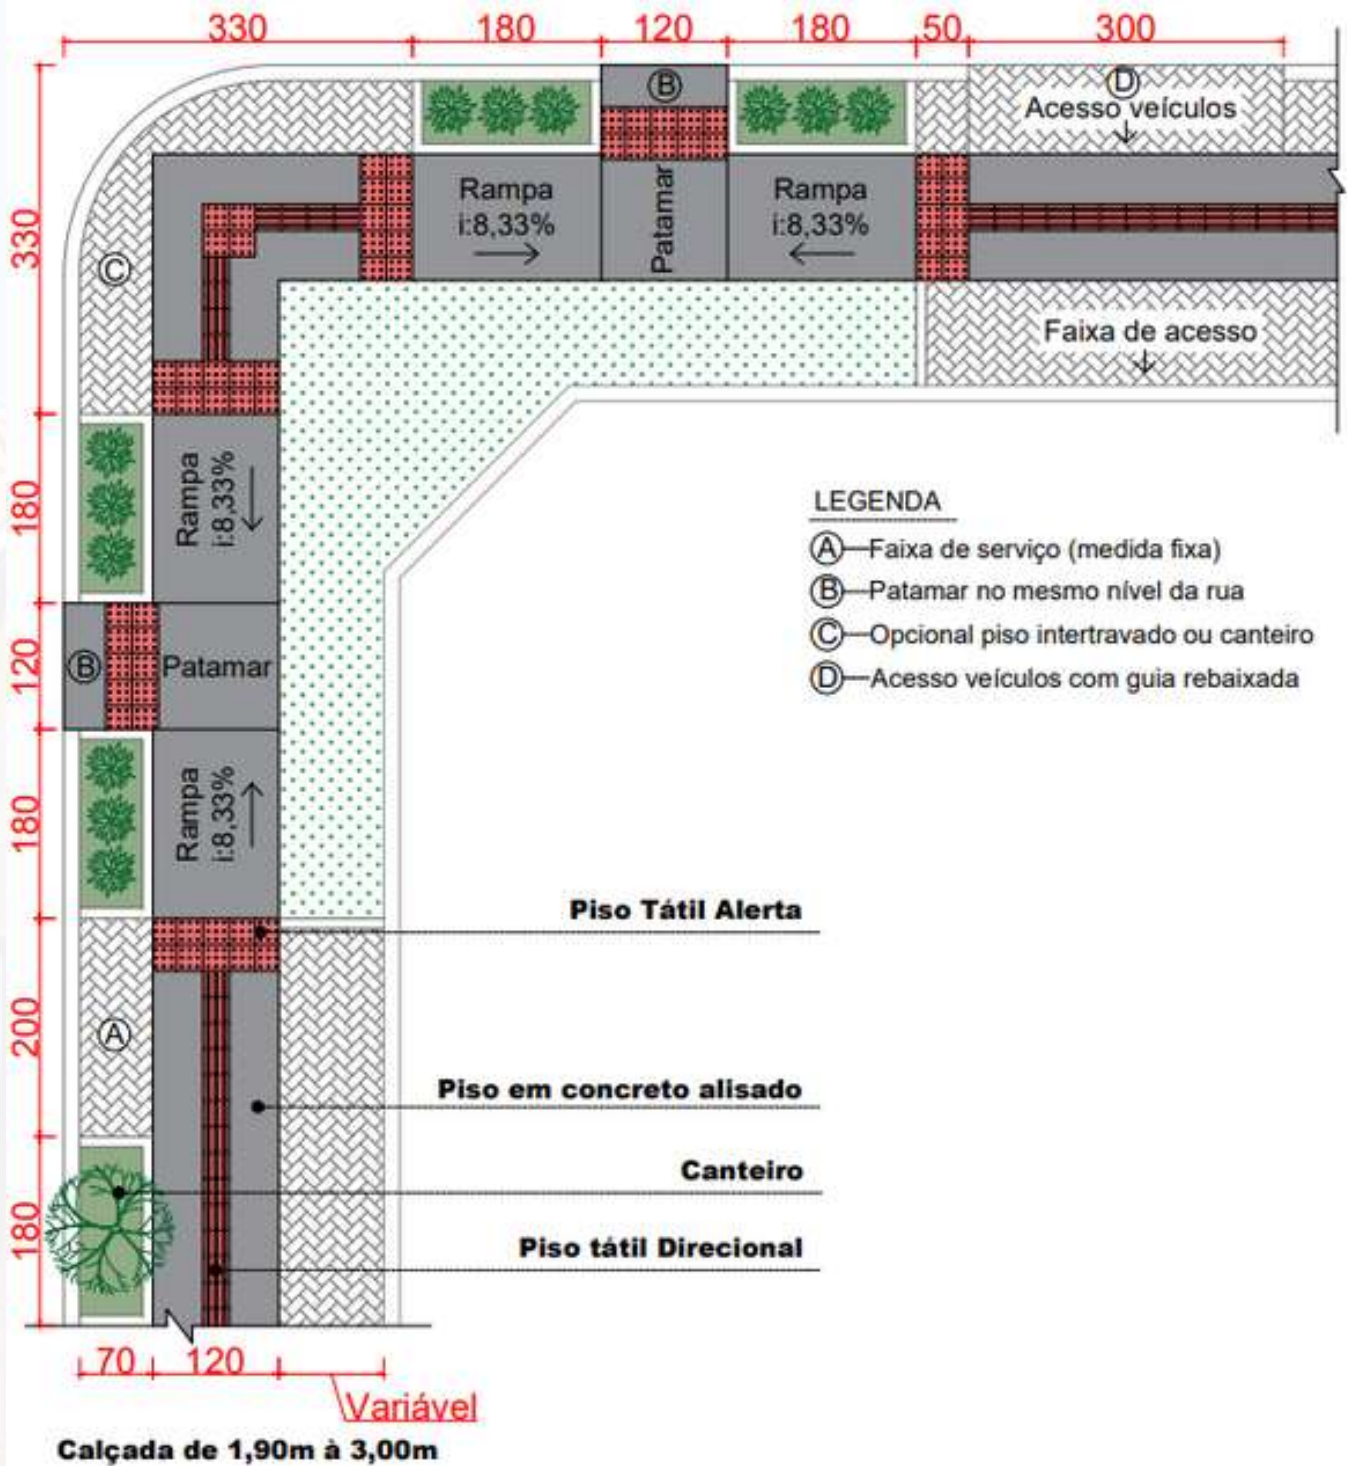 330 180 120 180 50 300
B
D
Acesso veículos
Rampa
i:8,33%
Patamar
Rampa
i:8,33%
330
C
Faixa de acesso
180
Rampa
i:8,33%
LEGENDA
A Faixa de serviço (medida fixa)
B Patamar no mesmo nível da rua
C Opcional piso intertravado ou canteiro
D Acesso veículos com guia rebaixada
120
B
Patamar
180
Rampa
i:8,33%
Piso Tátil Alerta
200
A
Piso em concreto alisado
Canteiro
180
Piso tátil Direcional
70 120
Variável
Calçada de 1,90m à 3,00m